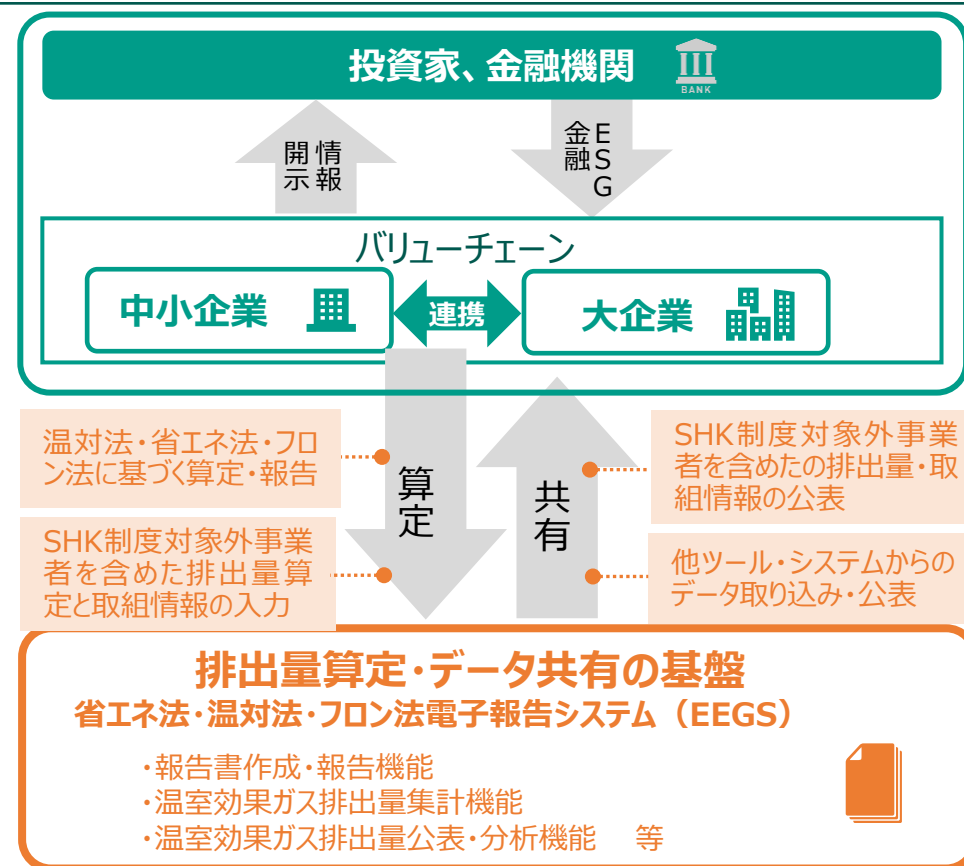 投資家、金融機関
BANK
情報
開示
ESG
金融
バリューチェーン
中小企業
連携
大企業
温対法・省エネ法・フロ
ン法に基づく算定・報告
SHK制度対象外事業
者を含めた排出量算
定と取組情報の入力
算定
共有
SHK制度対象外事業
者を含めたの排出量・取
組情報の公表
他ツール・システムからの
データ取り込み・公表
排出量算定・データ共有の基盤
省エネ法・温対法・フロン法電子報告システム（EEGS）
・報告書作成・報告機能
・温室効果ガス排出量集計機能
・温室効果ガス排出量公表・分析機能　等